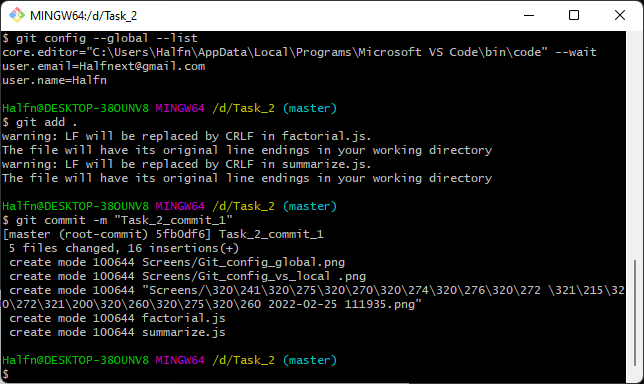 MINGW64:/d/Task_2
$ git config --global --list
core.editor="C:\Users\Halfn\AppData\Local\Programs\Microsoft VS Code\bin\code" --wait
user.email=Halfnext@gmail.com
user.name=Halfn
Halfn@DESKTOP-38OUNV8 MINGW64 /d/Task_2 (master)
$ git add .
warning: LF will be replaced by CRLF in factorial.js.
The file will have its original line endings in your working directory
warning: LF will be replaced by CRLF in summarize.js.
The file will have its original line endings in your working directory
Halfn@DESKTOP-38OUNV8 MINGW64 /d/Task_2 (master)
$ git commit -m "Task_2_commit_1"
[master (root-commit) 5fb0df6] Task_2_commit_1
5 files changed, 16 insertions(+)
create mode 100644 Screens/Git_config_global.png
create mode 100644 Screens/Git_config_vs_local .png
create mode 100644 "Screens/\320\241\320\275\320\270\320\274\320\276\320\272 \321\215\32
0\272\321\200\320\260\320\275\320\260 2022-02-25 111935.png"
create mode 100644 factorial.js
create mode 100644 summarize.js
Halfn@DESKTOP-38OUNV8 MINGW64 /d/Task_2 (master)
$